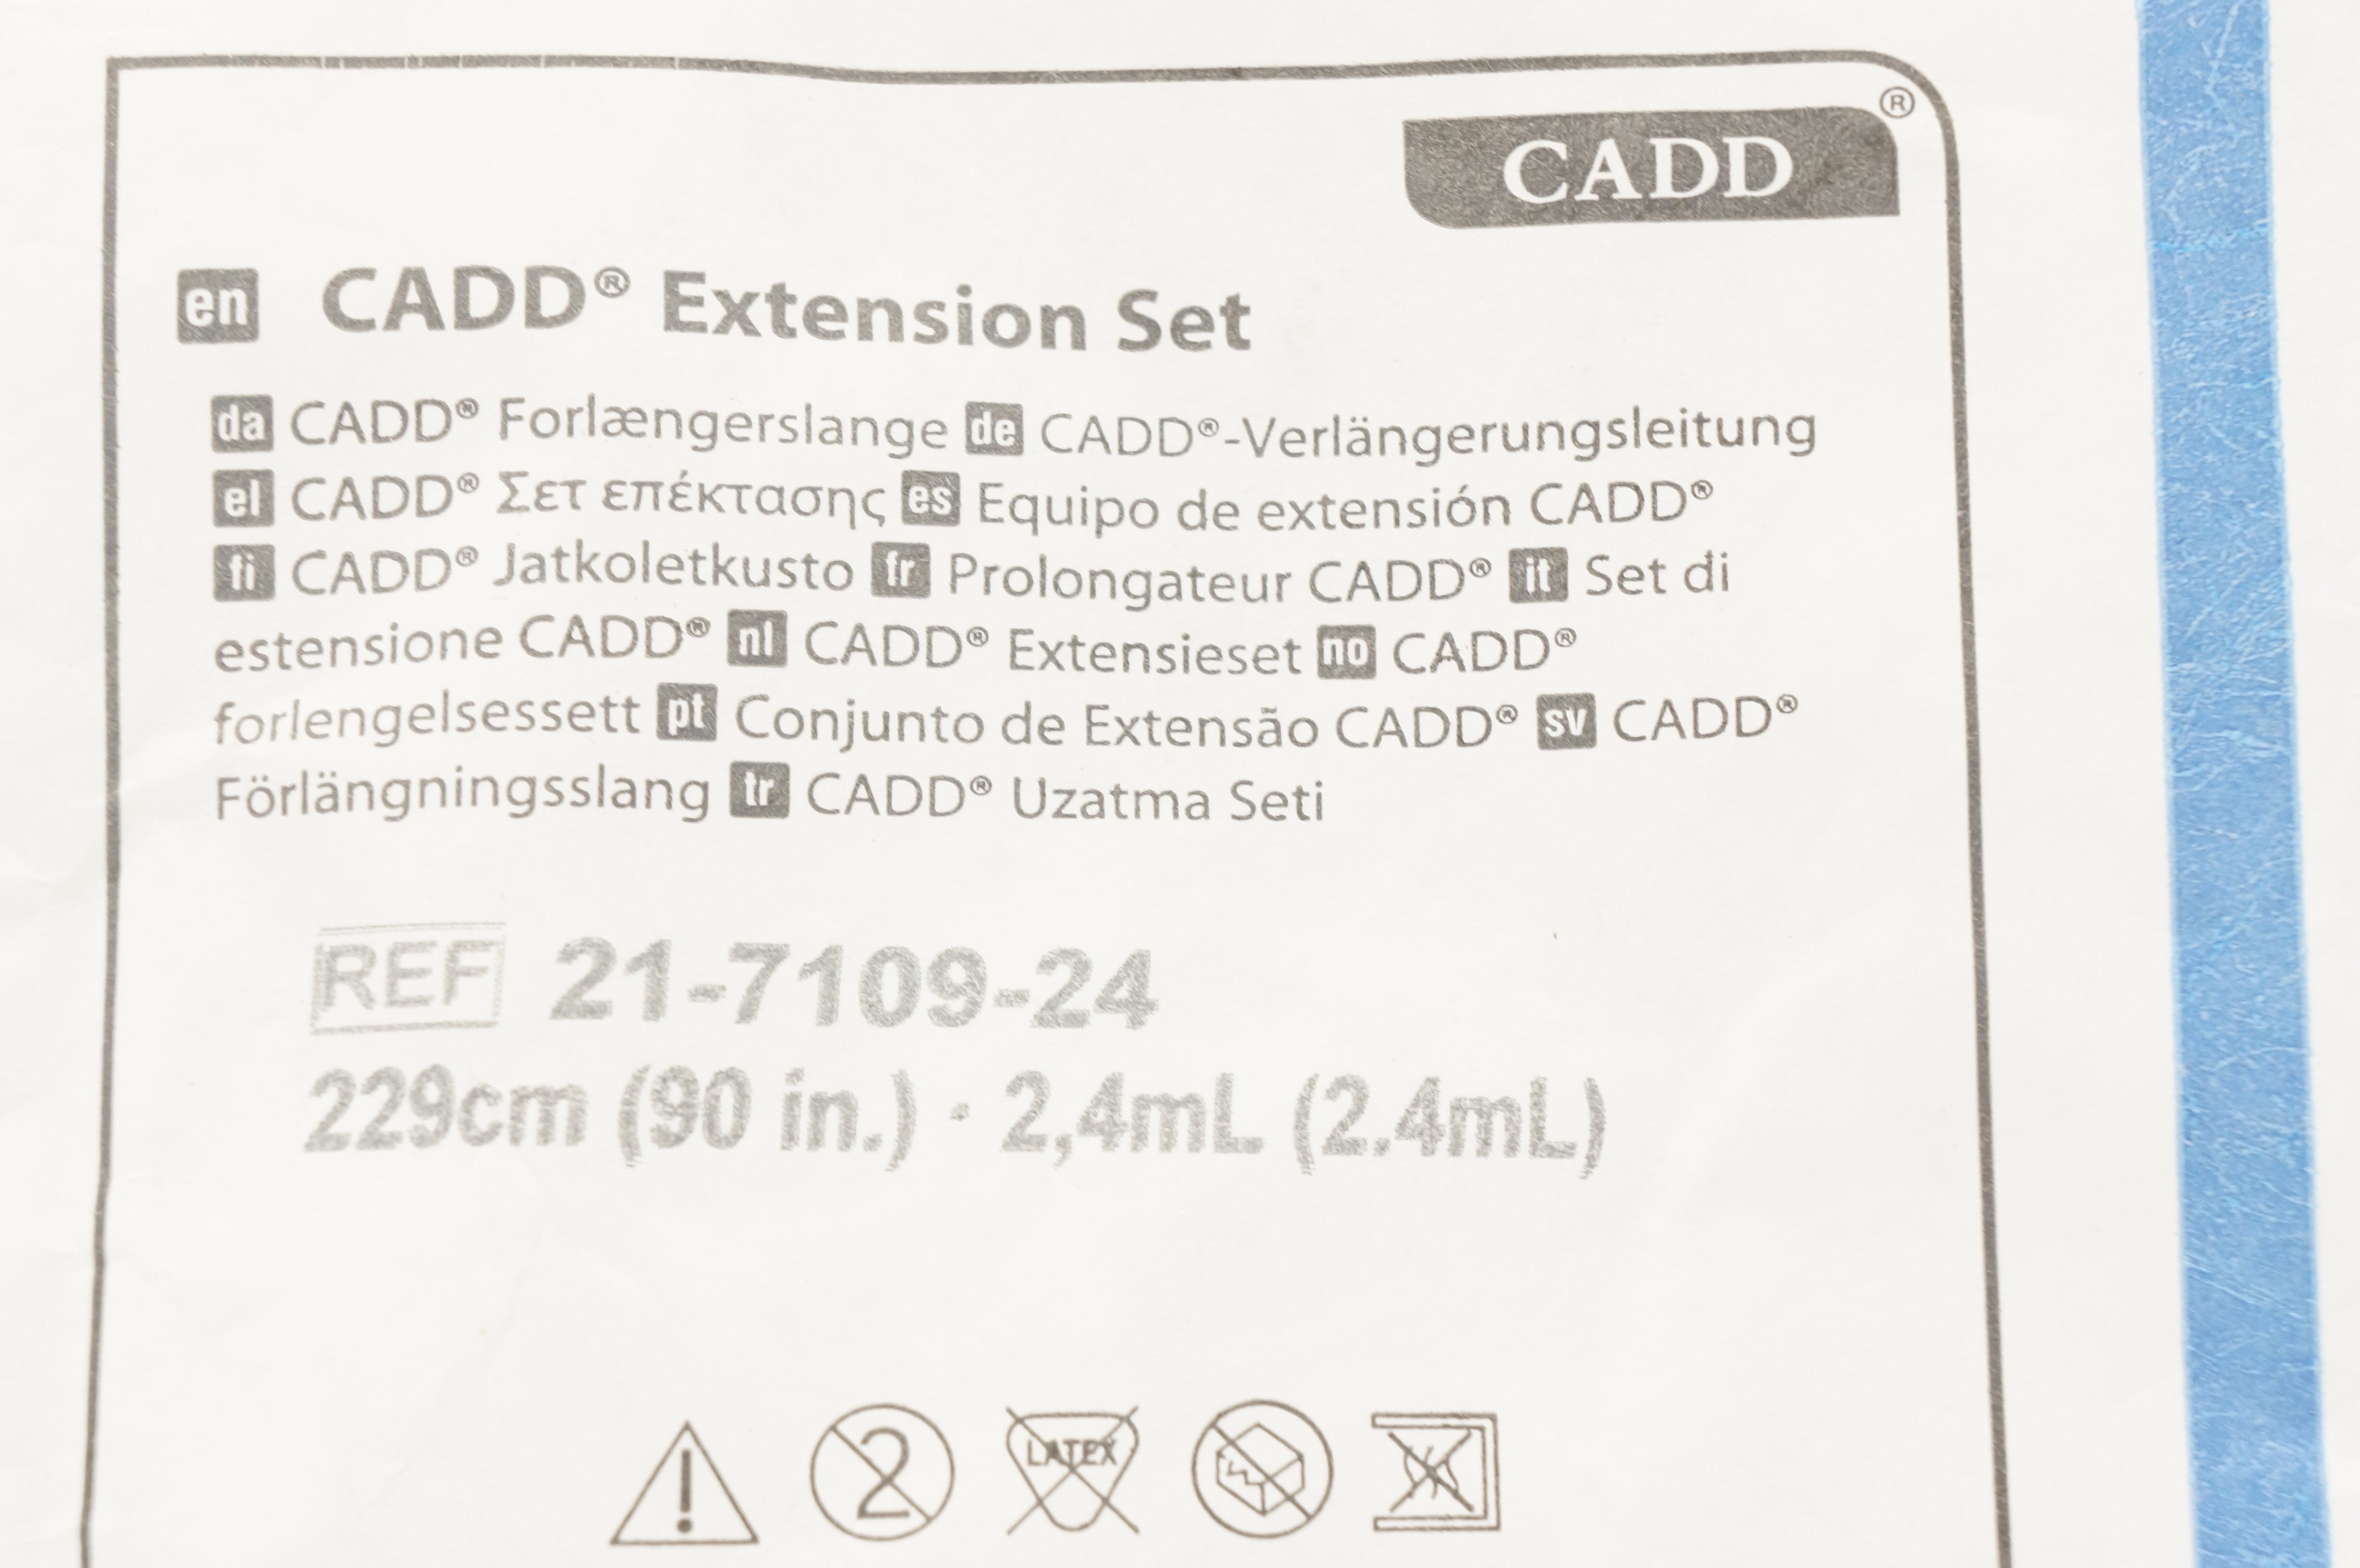 CADD®
en CADD® Extension Set
da CADD® Forlængerslange de CADD®-Verlängerungsleitung
el CADD® Σετ επέκτασης es Equipo de extensión CADD®
fi CADD® Jatkoletkusto fr Prolongateur CADD® it Set di
estensione CADD® nl CADD® Extensieset no CADD®
forlengelsessett pt Conjunto de Extensão CADD® sv CADD®
Förlängningsslang tr CADD® Uzatma Seti
REF 21-7109-24
229cm (90 in.) · 2,4mL (2.4mL)
2 LATEX